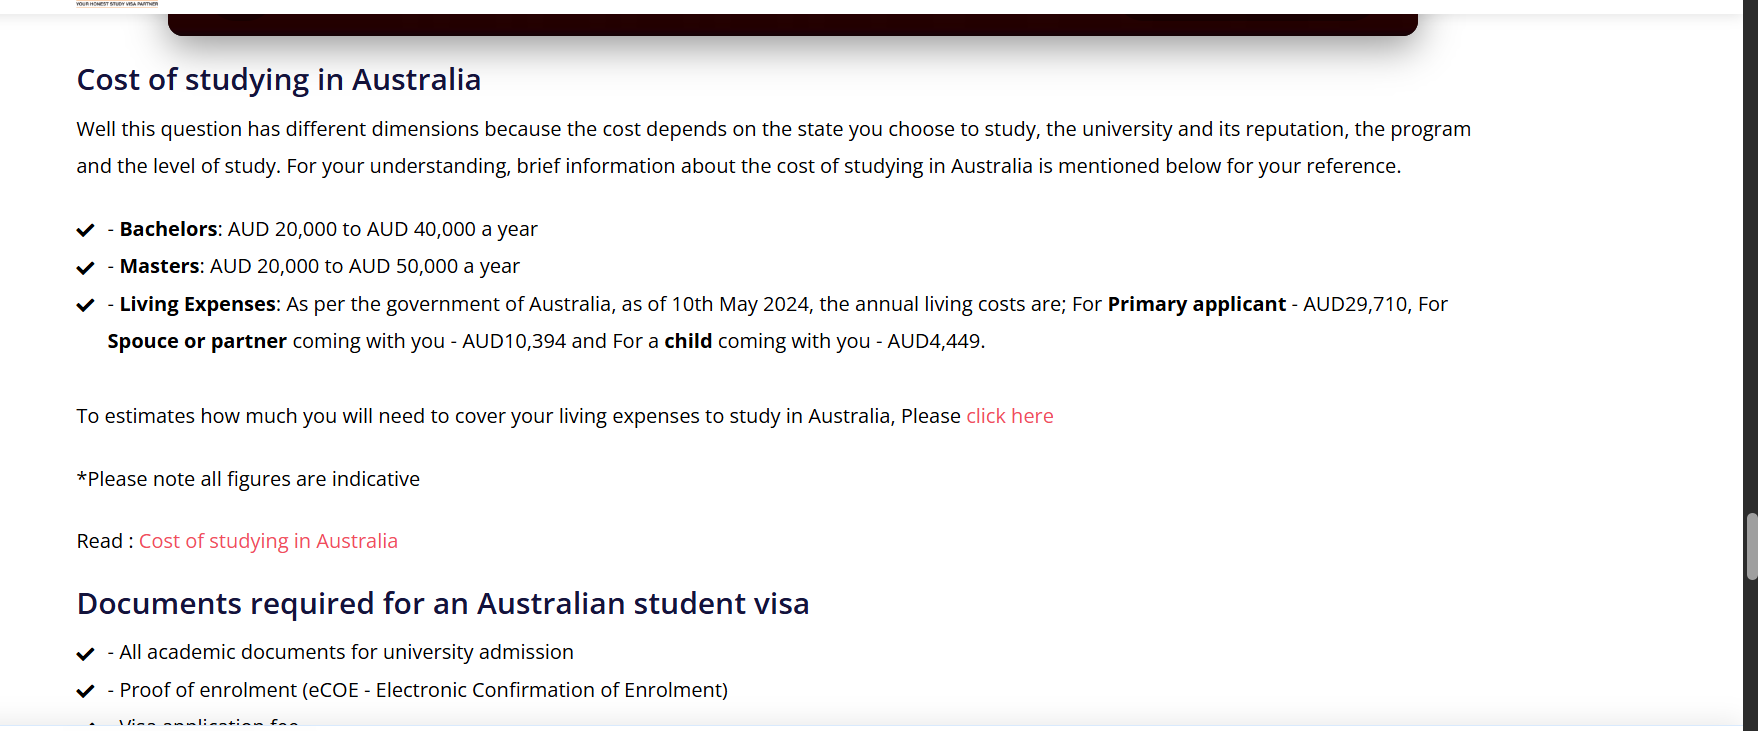 YOUR HONEST STUDY VISA PARTNER
Cost of studying in Australia
Well this question has different dimensions because the cost depends on the state you choose to study, the university and its reputation, the program
and the level of study. For your understanding, brief information about the cost of studying in Australia is mentioned below for your reference.
- Bachelors: AUD 20,000 to AUD 40,000 a year
- Masters: AUD 20,000 to AUD 50,000 a year
- Living Expenses: As per the government of Australia, as of 10th May 2024, the annual living costs are; For Primary applicant - AUD29,710, For
Spouce or partner coming with you - AUD10,394 and For a child coming with you - AUD4,449.
To estimates how much you will need to cover your living expenses to study in Australia, Please click here
*Please note all figures are indicative
Read : Cost of studying in Australia
Documents required for an Australian student visa
- All academic documents for university admission
- Proof of enrolment (eCOE - Electronic Confirmation of Enrolment)
- Visa application fee